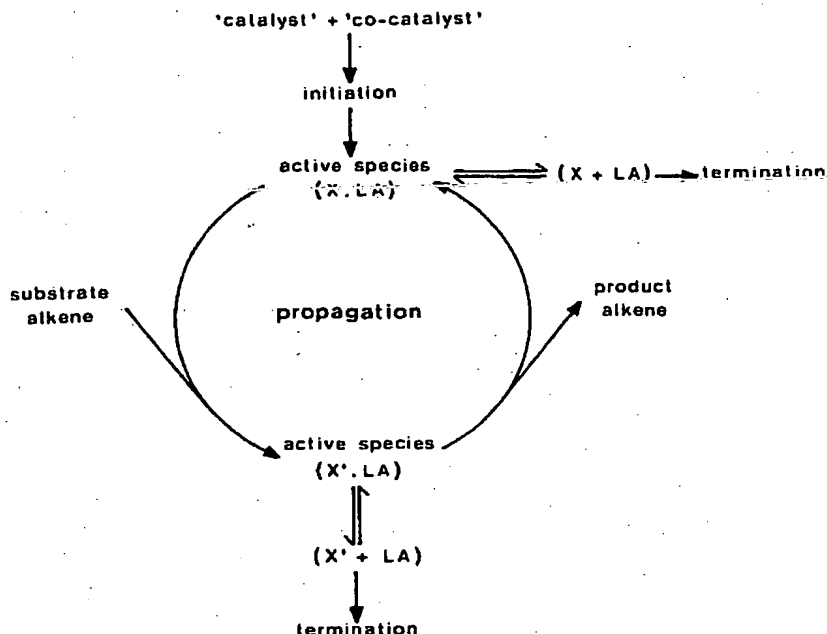 'catalyst' + 'co-catalyst'
initiation
active species
(X.LA)
(X + LA)
termination
substrate
alkene
propagation
product
alkene
active species
(X'.LA)
(X' + LA)
termination